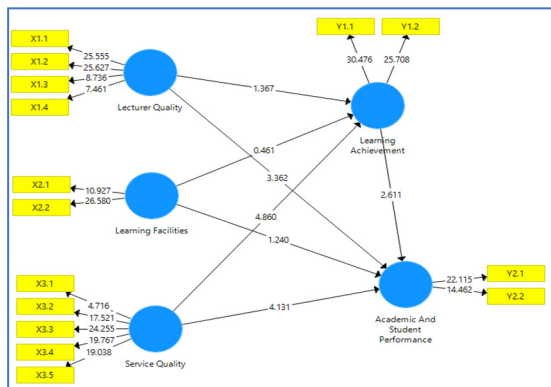 X1.1
X1.2
X1.3
X1.4
25.555
25.627
8.736
7.461
Lecturer Quality
Y1.1
Y1.2
30.476
25.708
Learning
Achievement
1.367
0.461
3.362
4.860
1.240
2.611
4.131
X2.1
X2.2
10.927
26.580
Learning Facilities
X3.1
X3.2
X3.3
X3.4
X3.5
4.716
17.521
24.255
19.767
19.038
Service Quality
Y2.1
Y2.2
22.115
14.462
Academic And
Student
Performance